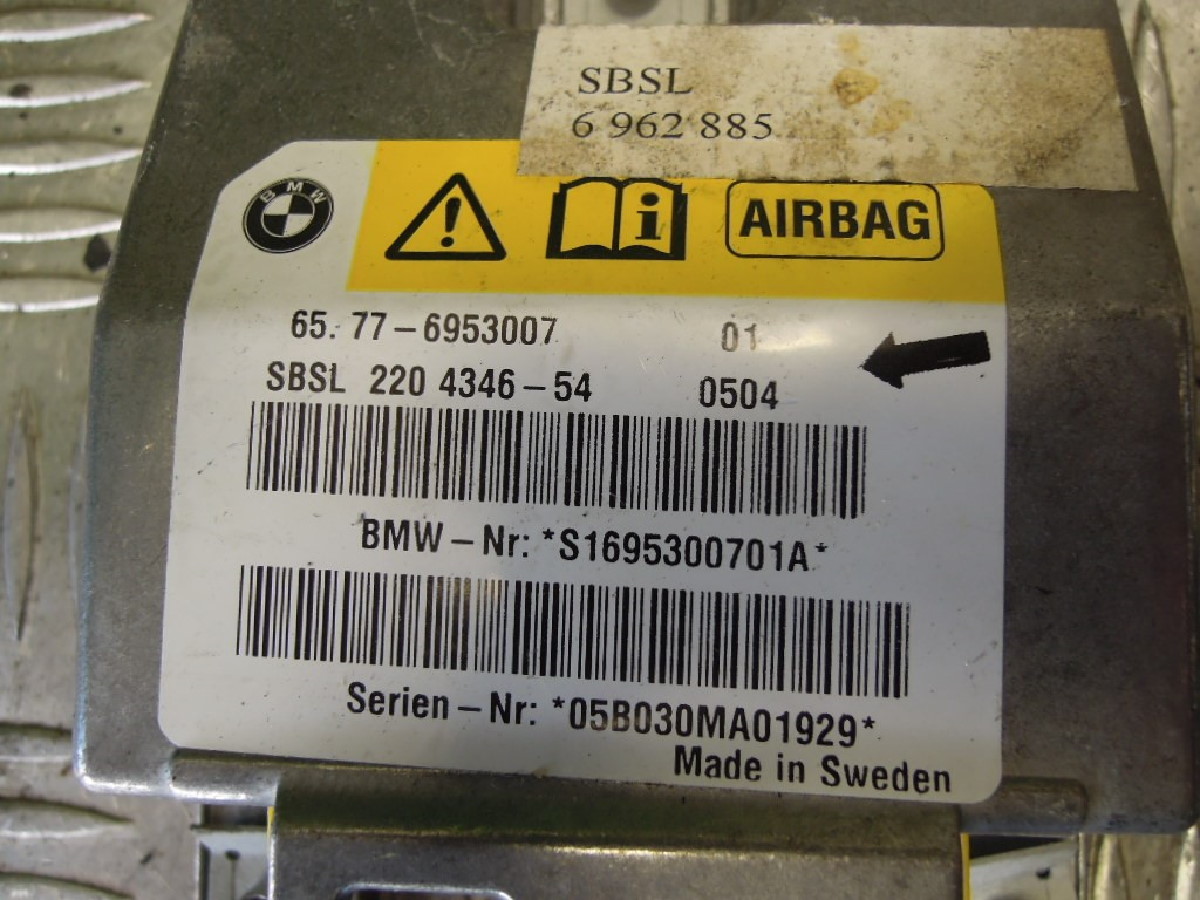 SBSL
6 962 885
BMW
AIRBAG
65. 77-6953007 01
SBSL 220 4346-54 0504
BMW-Nr: *S1695300701A*
Serien-Nr: *05B030MA01929*
Made in Sweden